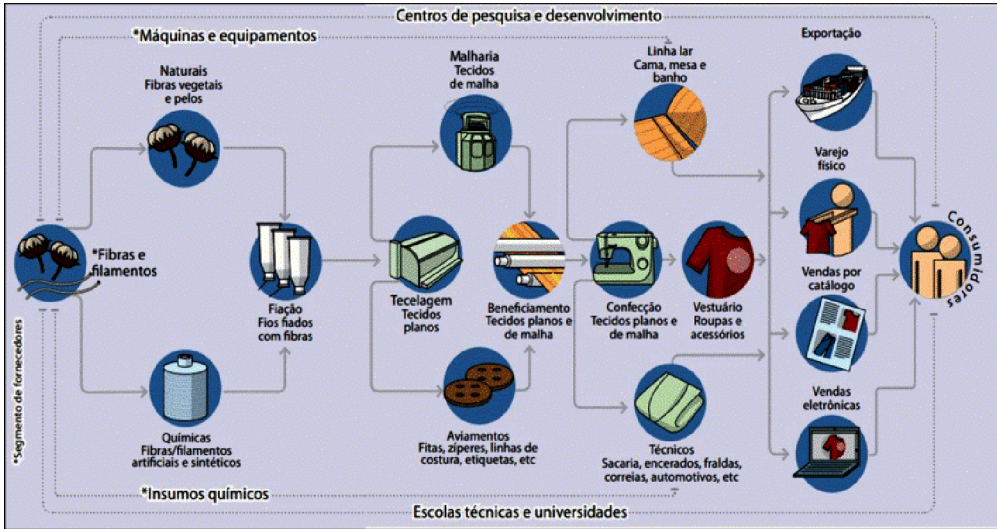 Centros de pesquisa e desenvolvimento
*Máquinas e equipamentos
Naturais
Fibras vegetais
e pelos
Malharia
Tecidos
de malha
Linha lar
Cama, mesa e
banho
Exportação
Varejo
físico
*Fibras e
filamentos
Fiação
Fios fiados
com fibras
Tecelagem
Tecidos
planos
Beneficiamento
Tecidos planos e
de malha
Confecção
Tecidos planos e
de malha
Vestuário
Roupas e
acessórios
Vendas por
catálogo
Consumidores
Químicas
Fibras/filamentos
artificiais e sintéticos
Aviamentos
Fitas, zíperes, linhas de
costura, etiquetas, etc
Técnicos
Sacaria, encerados, fraldas,
correias, automotivos, etc
Vendas
eletrônicas
*Segmento de fornecedores
*Insumos químicos
Escolas técnicas e universidades